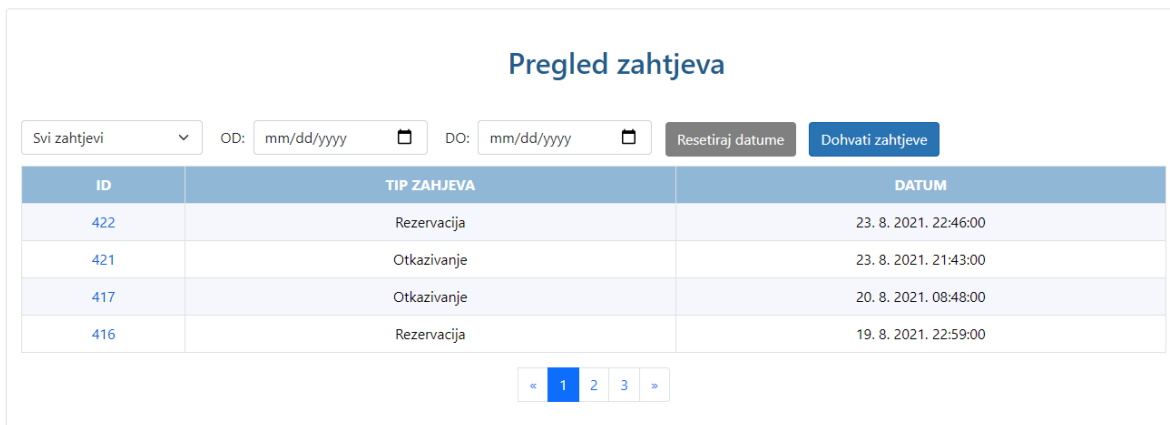 Pregled zahtjeva
Svi zahtjevi OD: mm/dd/yyyy DO: mm/dd/yyyy Resetiraj datume Dohvati zahtjeve
ID TIP ZAHJEVA DATUM
422 Rezervacija 23. 8. 2021. 22:46:00
421 Otkazivanje 23. 8. 2021. 21:43:00
417 Otkazivanje 20. 8. 2021. 08:48:00
416 Rezervacija 19. 8. 2021. 22:59:00
« 1 2 3 »